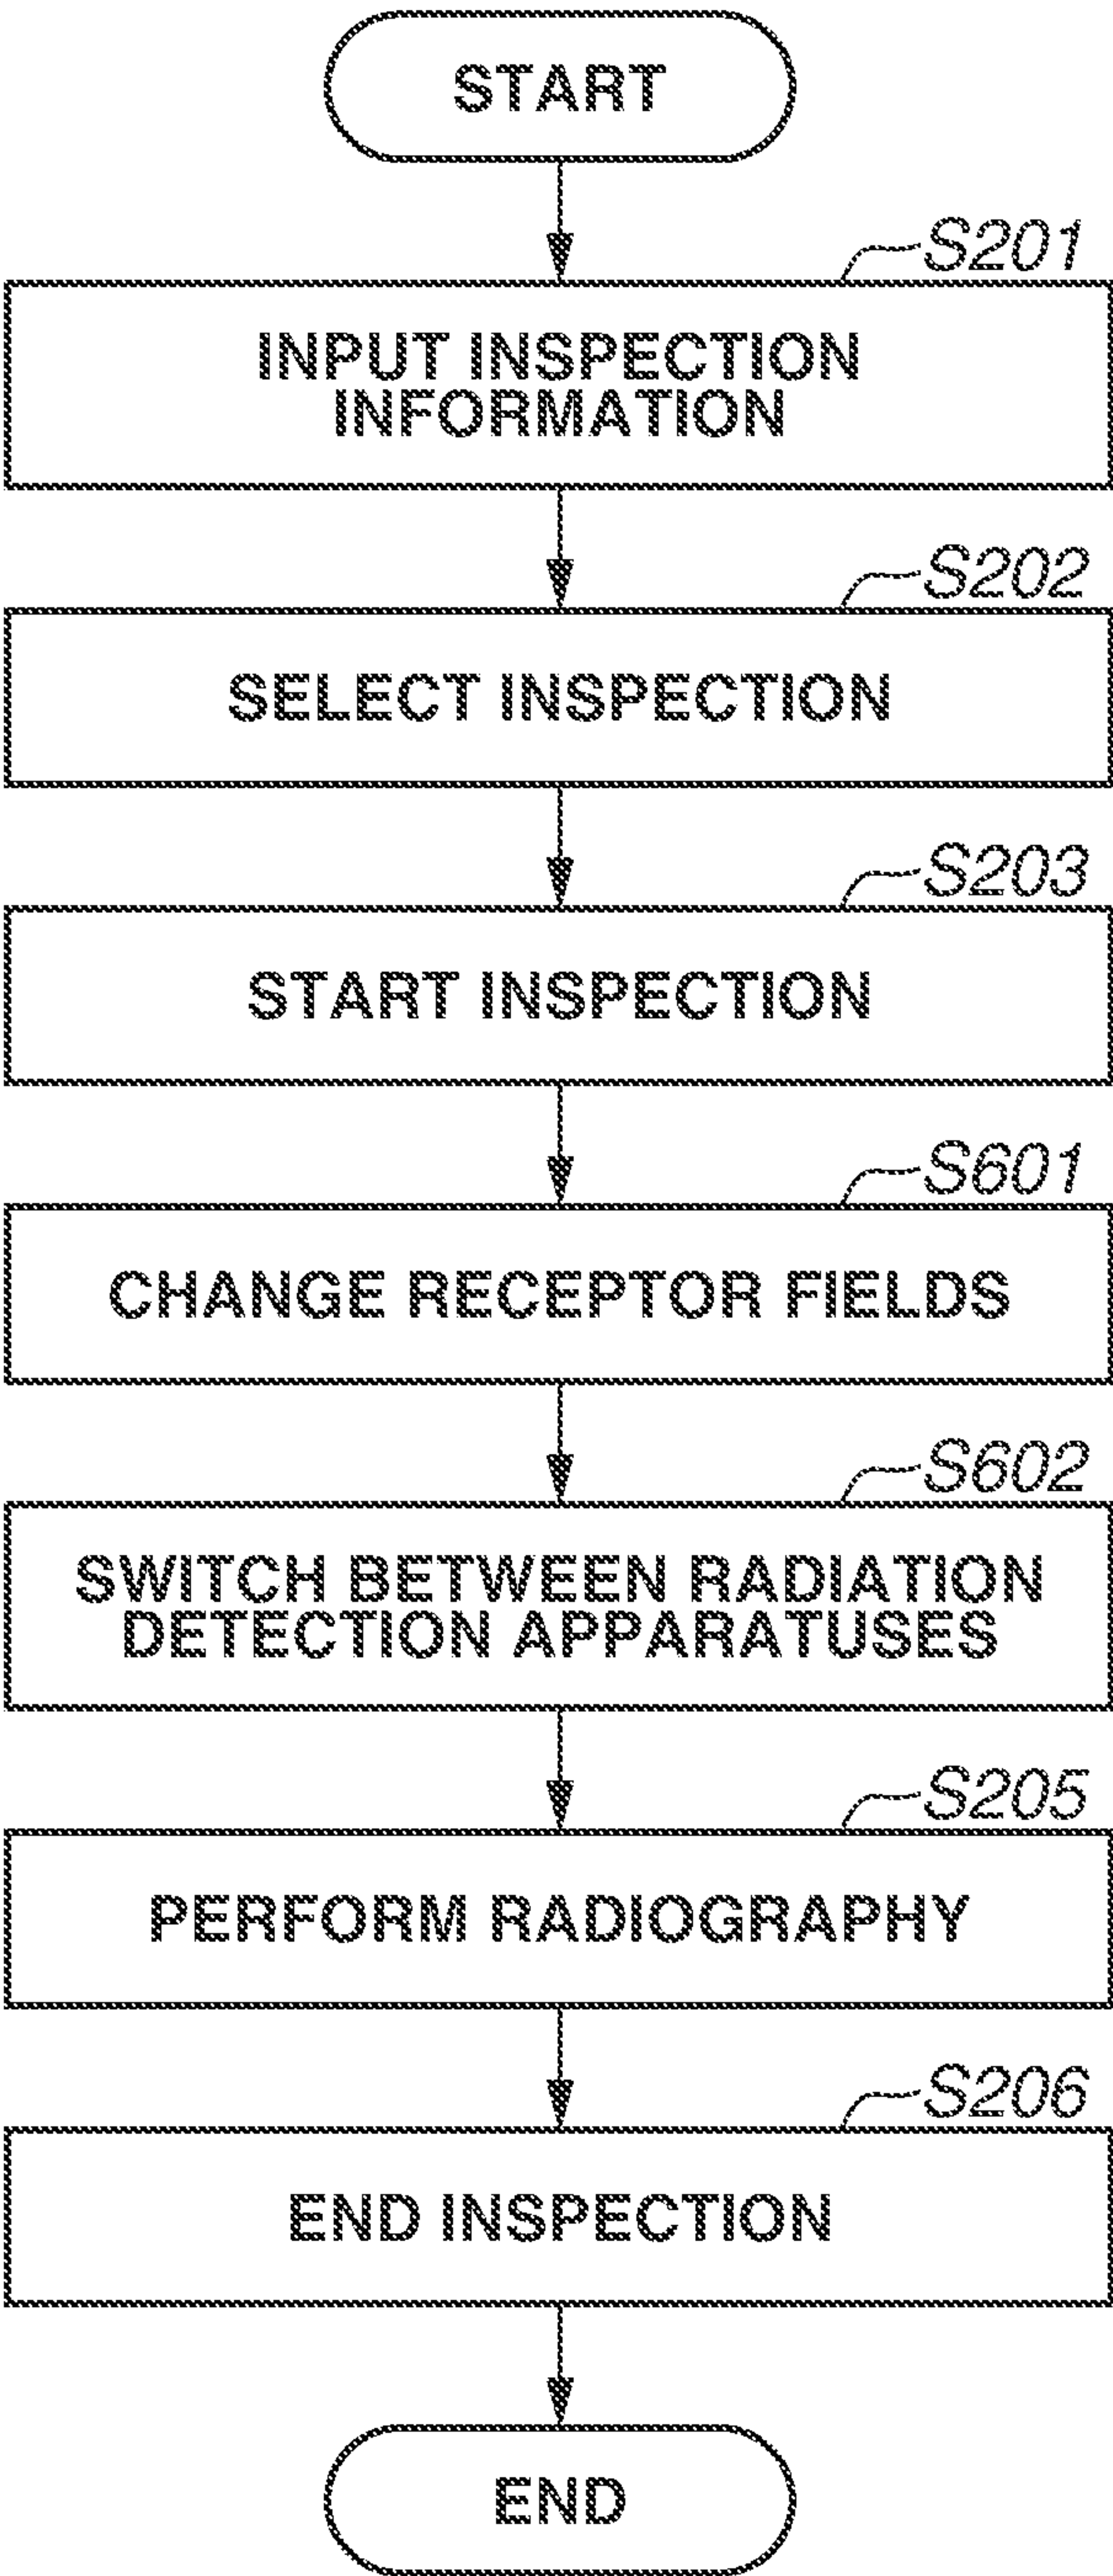 START
S201
INPUT INSPECTION
INFORMATION
S202
SELECT INSPECTION
S203
START INSPECTION
S601
CHANGE RECEPTOR FIELDS
S602
SWITCH BETWEEN RADIATION
DETECTION APPARATUSES
S205
PERFORM RADIOGRAPHY
S206
END INSPECTION
END